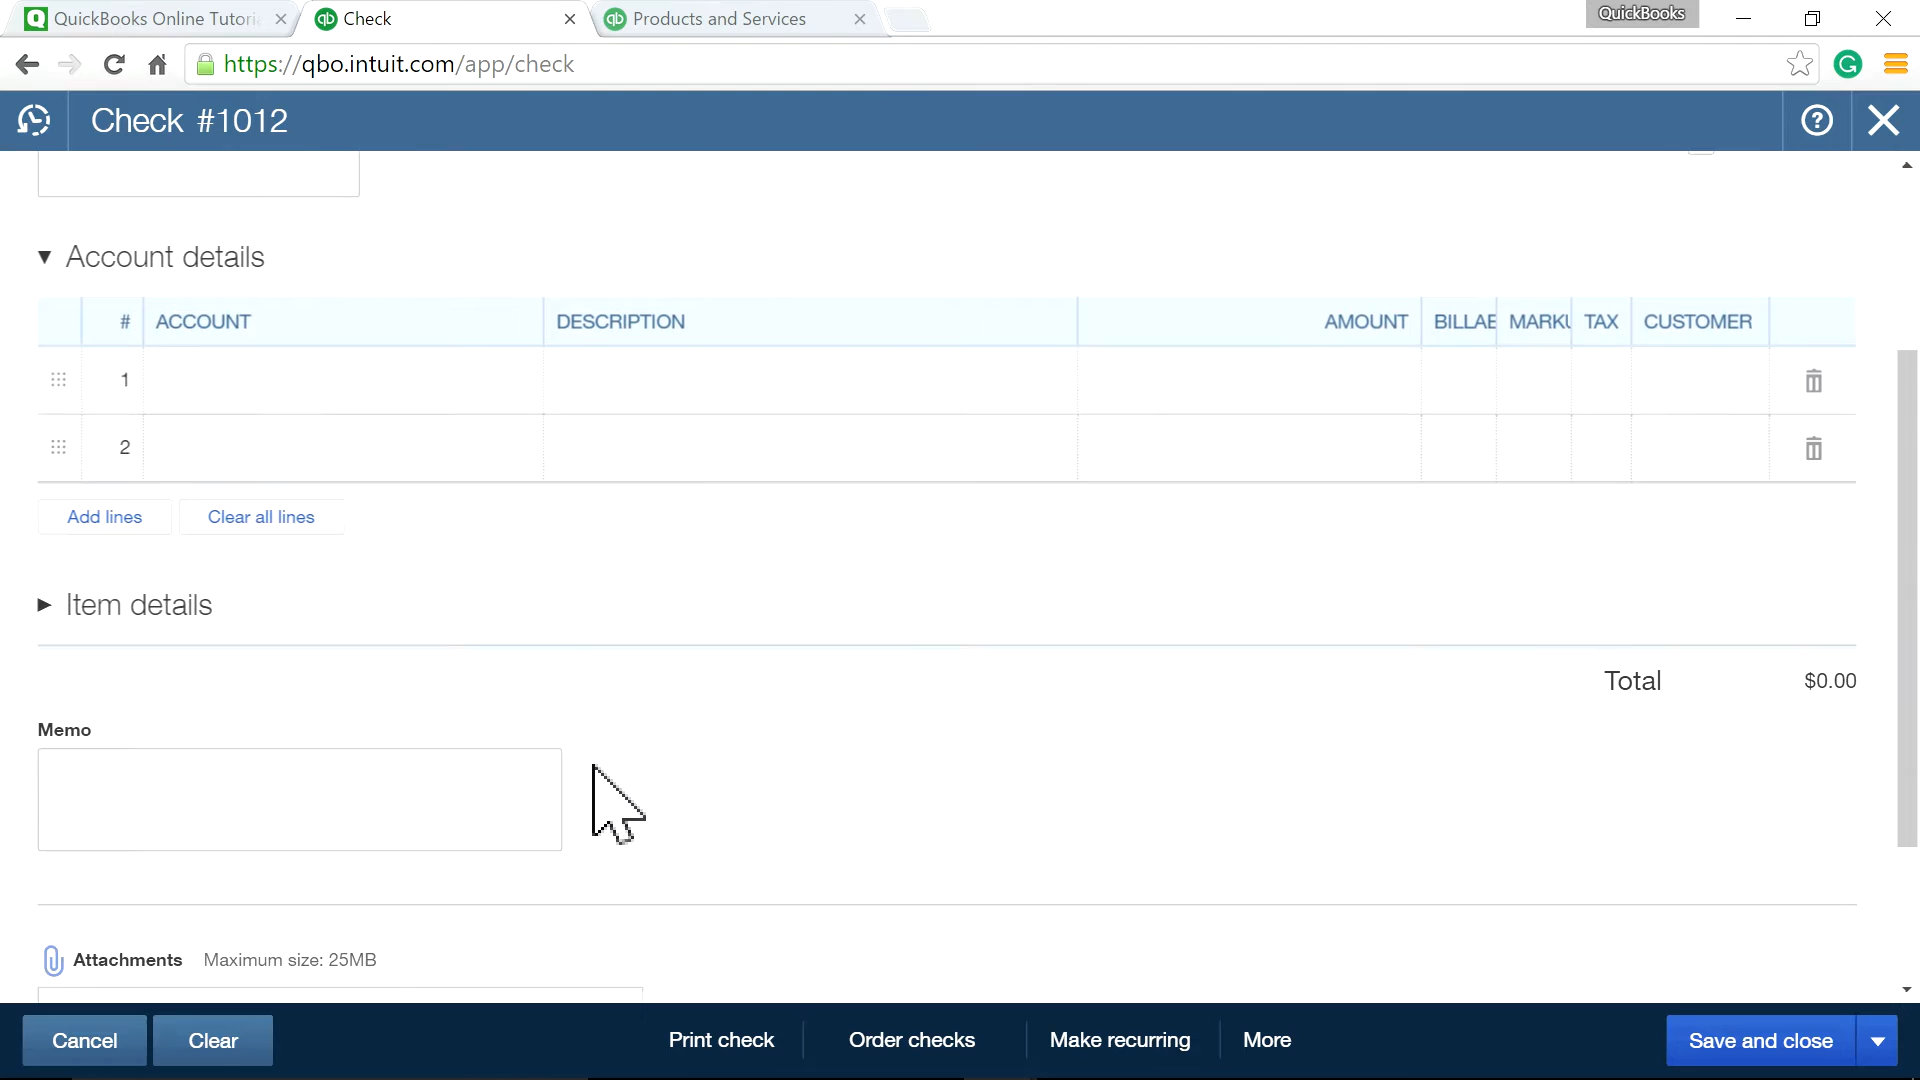 QuickBooks Online Tutori
Check
Products and Services
QuickBooks
https://qbo.intuit.com/app/check
Check #1012
Account details
# ACCOUNT DESCRIPTION AMOUNT BILLAB MARKU TAX CUSTOMER
1
2
Add lines Clear all lines
Item details
Total $0.00
Memo
Attachments Maximum size: 25MB
Cancel Clear Print check Order checks Make recurring More Save and close